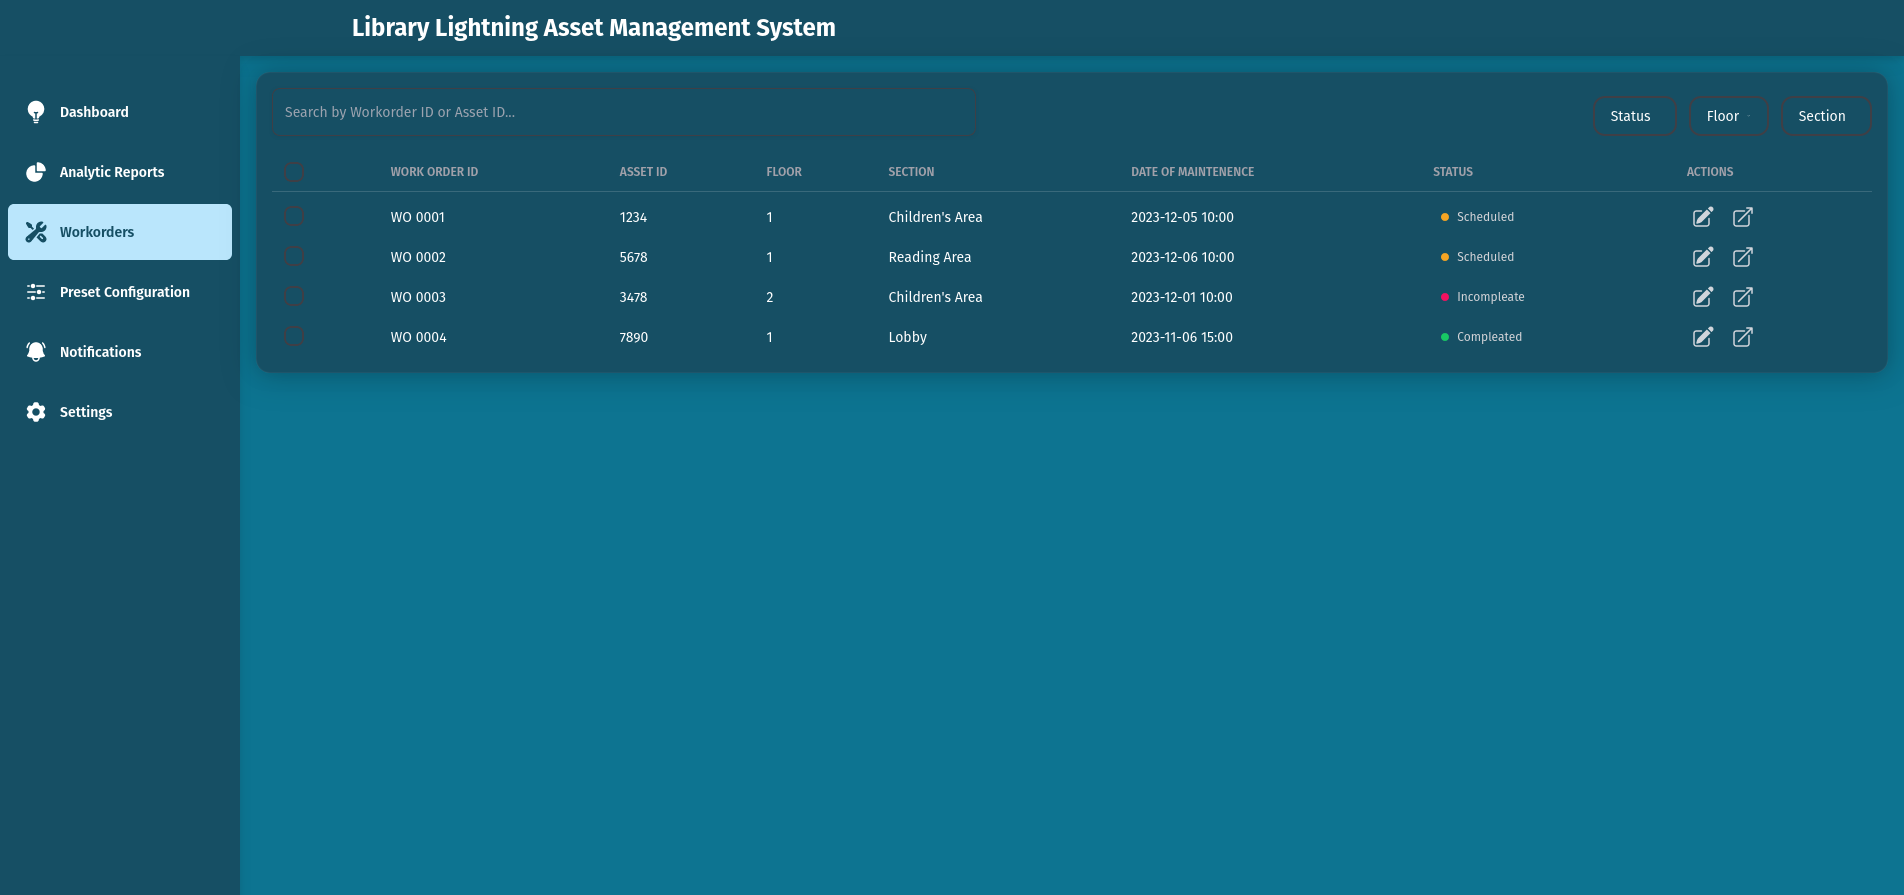 Library Lightning Asset Management System
Dashboard
Analytic Reports
Workorders
Preset Configuration
Notifications
Settings
Search by Workorder ID or Asset ID...
Status Floor Section
WORK ORDER ID ASSET ID FLOOR SECTION DATE OF MAINTENENCE STATUS ACTIONS
WO 0001 1234 1 Children's Area 2023-12-05 10:00 Scheduled
WO 0002 5678 1 Reading Area 2023-12-06 10:00 Scheduled
WO 0003 3478 2 Children's Area 2023-12-01 10:00 Incompleate
WO 0004 7890 1 Lobby 2023-11-06 15:00 Compleated